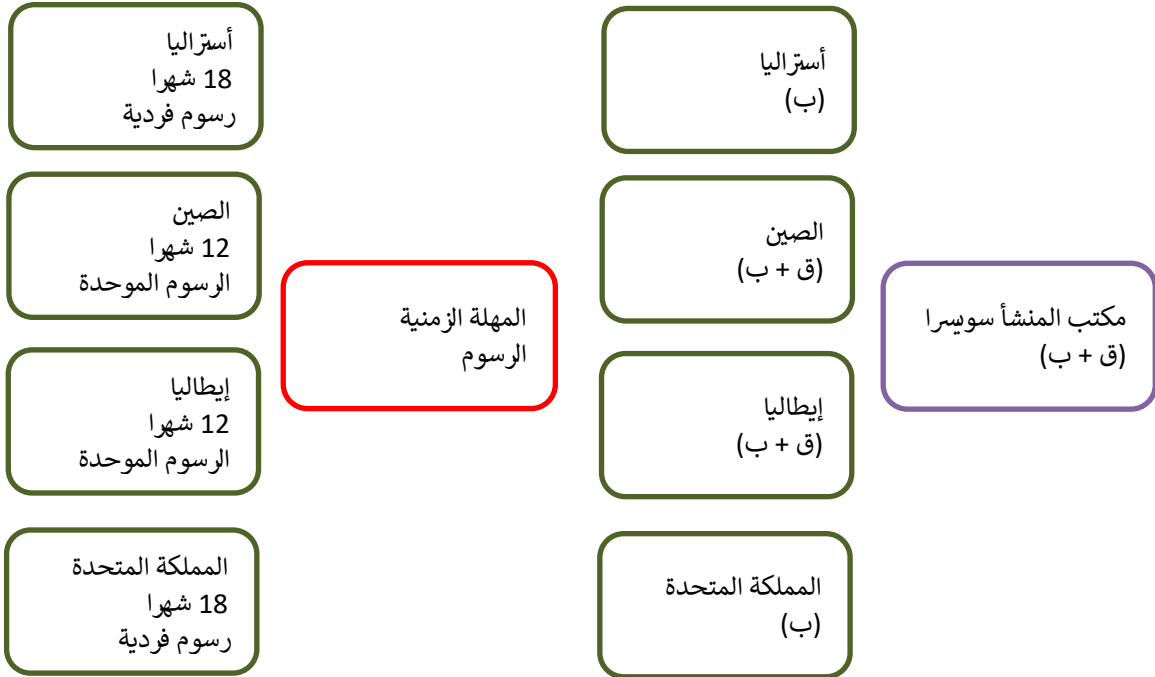 مكتب المنشأ سويسرا
(ق + ب)
أستراليا
(ب)
الصين
(ق + ب)
إيطاليا
(ق + ب)
المملكة المتحدة
(ب)
المهلة الزمنية
الرسوم
أستراليا
18 شهرا
رسوم فردية
الصين
12 شهرا
الرسوم الموحدة
إيطاليا
12 شهرا
الرسوم الموحدة
المملكة المتحدة
18 شهرا
رسوم فردية